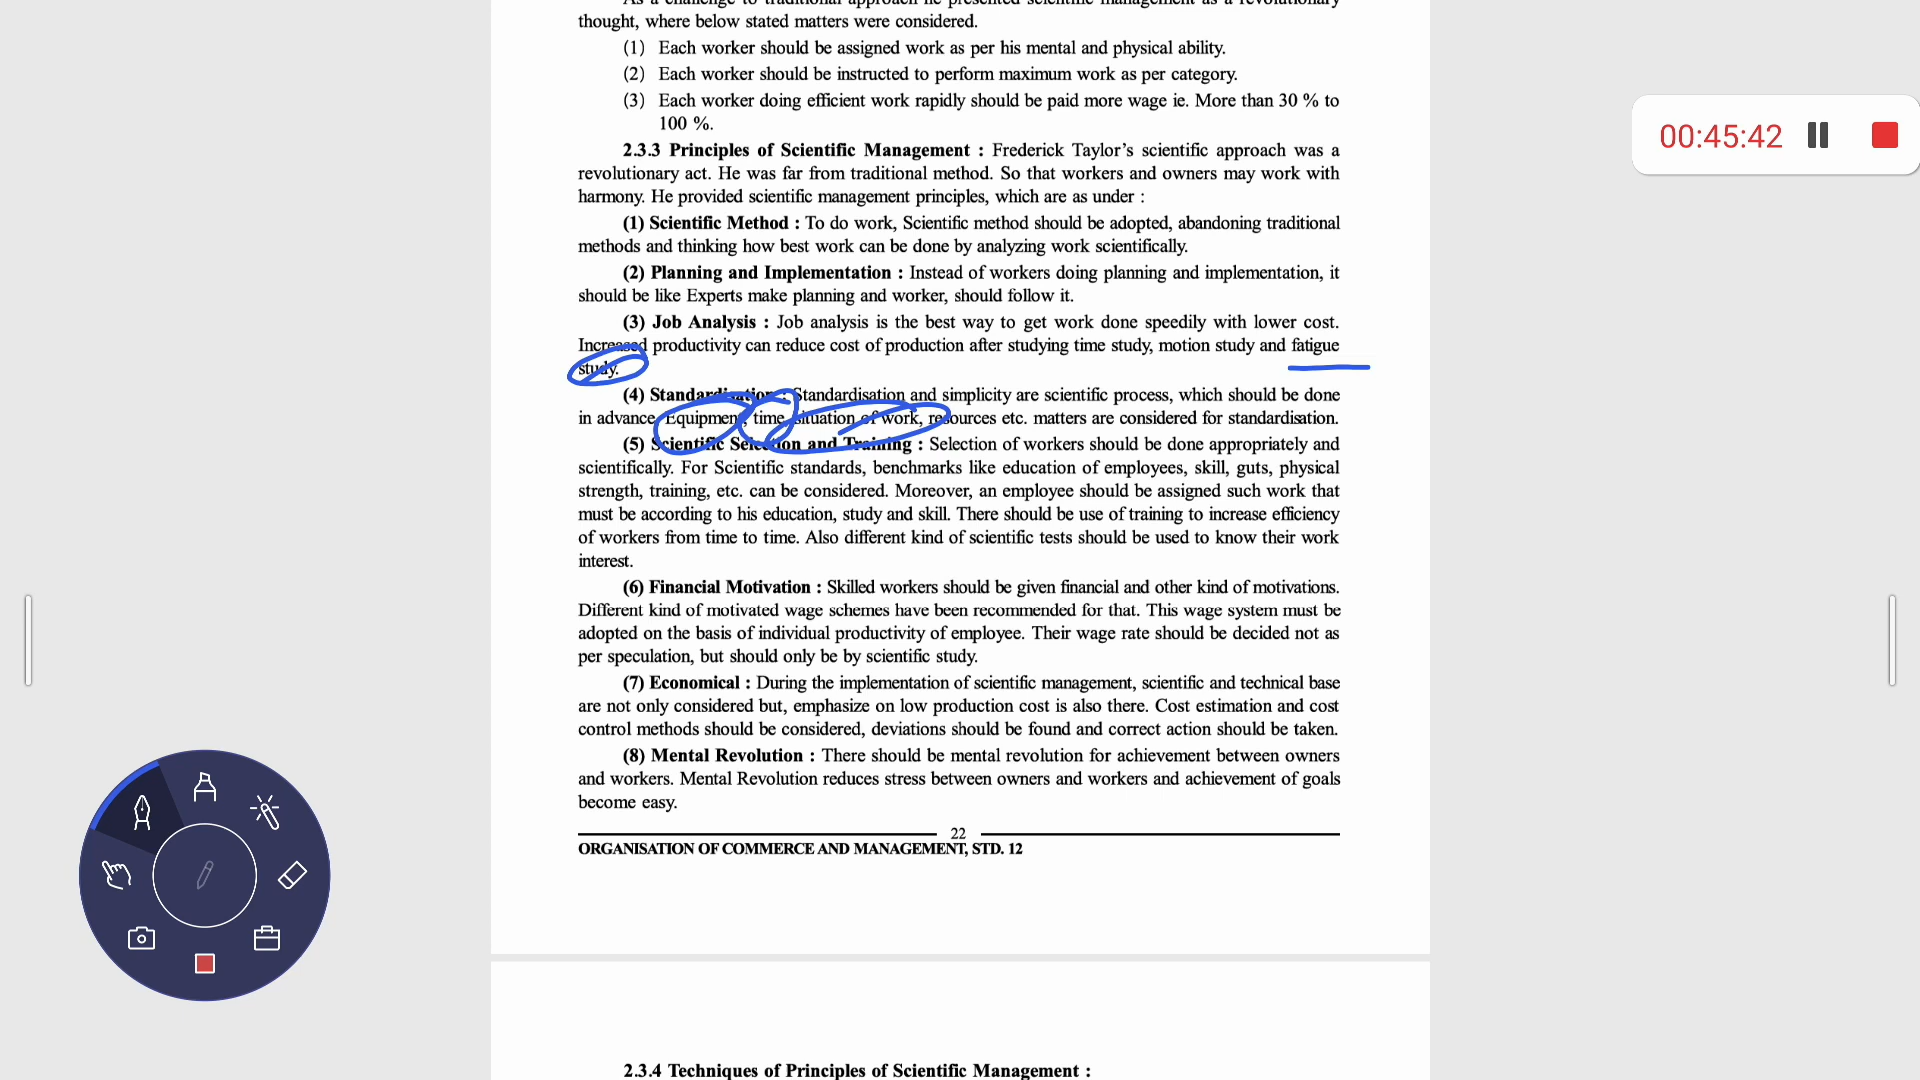 As a challenge to traditional approach he presented scientific management as a revolutionary
thought, where below stated matters were considered.
(1) Each worker should be assigned work as per his mental and physical ability.
(2) Each worker should be instructed to perform maximum work as per category.
(3) Each worker doing efficient work rapidly should be paid more wage ie. More than 30 % to
100 %.
2.3.3 Principles of Scientific Management : Frederick Taylor's scientific approach was a
revolutionary act. He was far from traditional method. So that workers and owners may work with
harmony. He provided scientific management principles, which are as under :
(1) Scientific Method : To do work, Scientific method should be adopted, abandoning traditional
methods and thinking how best work can be done by analyzing work scientifically.
(2) Planning and Implementation : Instead of workers doing planning and implementation, it
should be like Experts make planning and worker, should follow it.
(3) Job Analysis : Job analysis is the best way to get work done speedily with lower cost.
Increased productivity can reduce cost of production after studying time study, motion study and fatigue
study.
(4) Standardisation : Standardisation and simplicity are scientific process, which should be done
in advance. Equipment, time, situation of work, resources etc. matters are considered for standardisation.
(5) Scientific Selection and Training : Selection of workers should be done appropriately and
scientifically. For Scientific standards, benchmarks like education of employees, skill, guts, physical
strength, training, etc. can be considered. Moreover, an employee should be assigned such work that
must be according to his education, study and skill. There should be use of training to increase efficiency
of workers from time to time. Also different kind of scientific tests should be used to know their work
interest.
(6) Financial Motivation : Skilled workers should be given financial and other kind of motivations.
Different kind of motivated wage schemes have been recommended for that. This wage system must be
adopted on the basis of individual productivity of employee. Their wage rate should be decided not as
per speculation, but should only be by scientific study.
(7) Economical : During the implementation of scientific management, scientific and technical base
are not only considered but, emphasize on low production cost is also there. Cost estimation and cost
control methods should be considered, deviations should be found and correct action should be taken.
(8) Mental Revolution : There should be mental revolution for achievement between owners
and workers. Mental Revolution reduces stress between owners and workers and achievement of goals
become easy.
22
ORGANISATION OF COMMERCE AND MANAGEMENT, STD. 12
2.3.4 Techniques of Principles of Scientific Management :
00:45:42